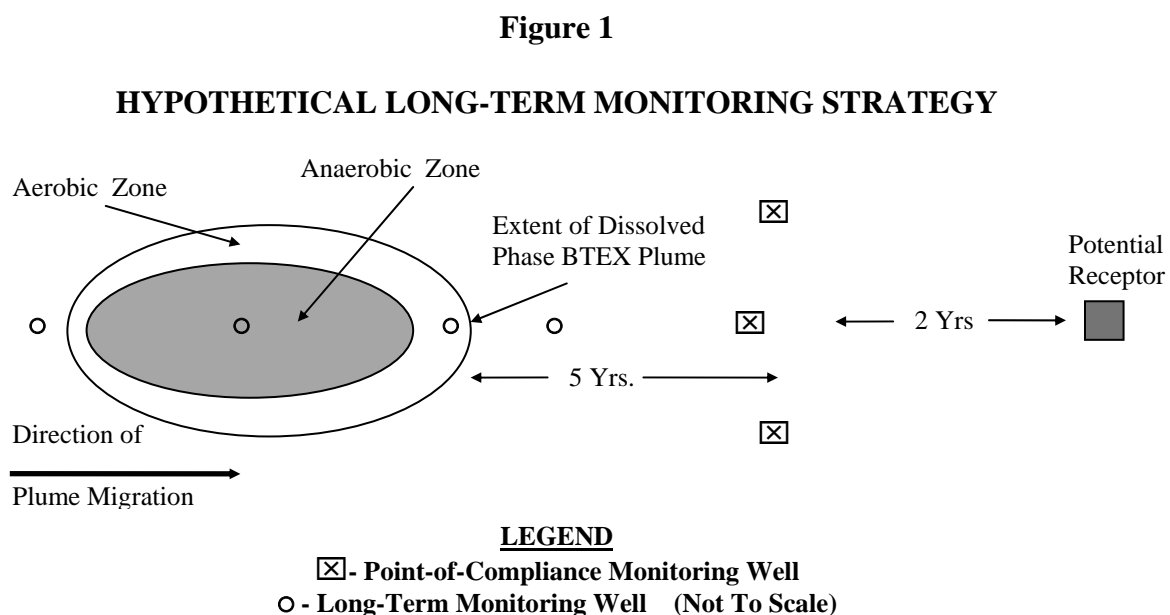 Figure 1
HYPOTHETICAL LONG-TERM MONITORING STRATEGY
Aerobic Zone
Anaerobic Zone
Extent of Dissolved
Phase BTEX Plume
Potential
Receptor
2 Yrs
5 Yrs.
Direction of
Plume Migration
LEGEND
- Point-of-Compliance Monitoring Well
- Long-Term Monitoring Well (Not To Scale)